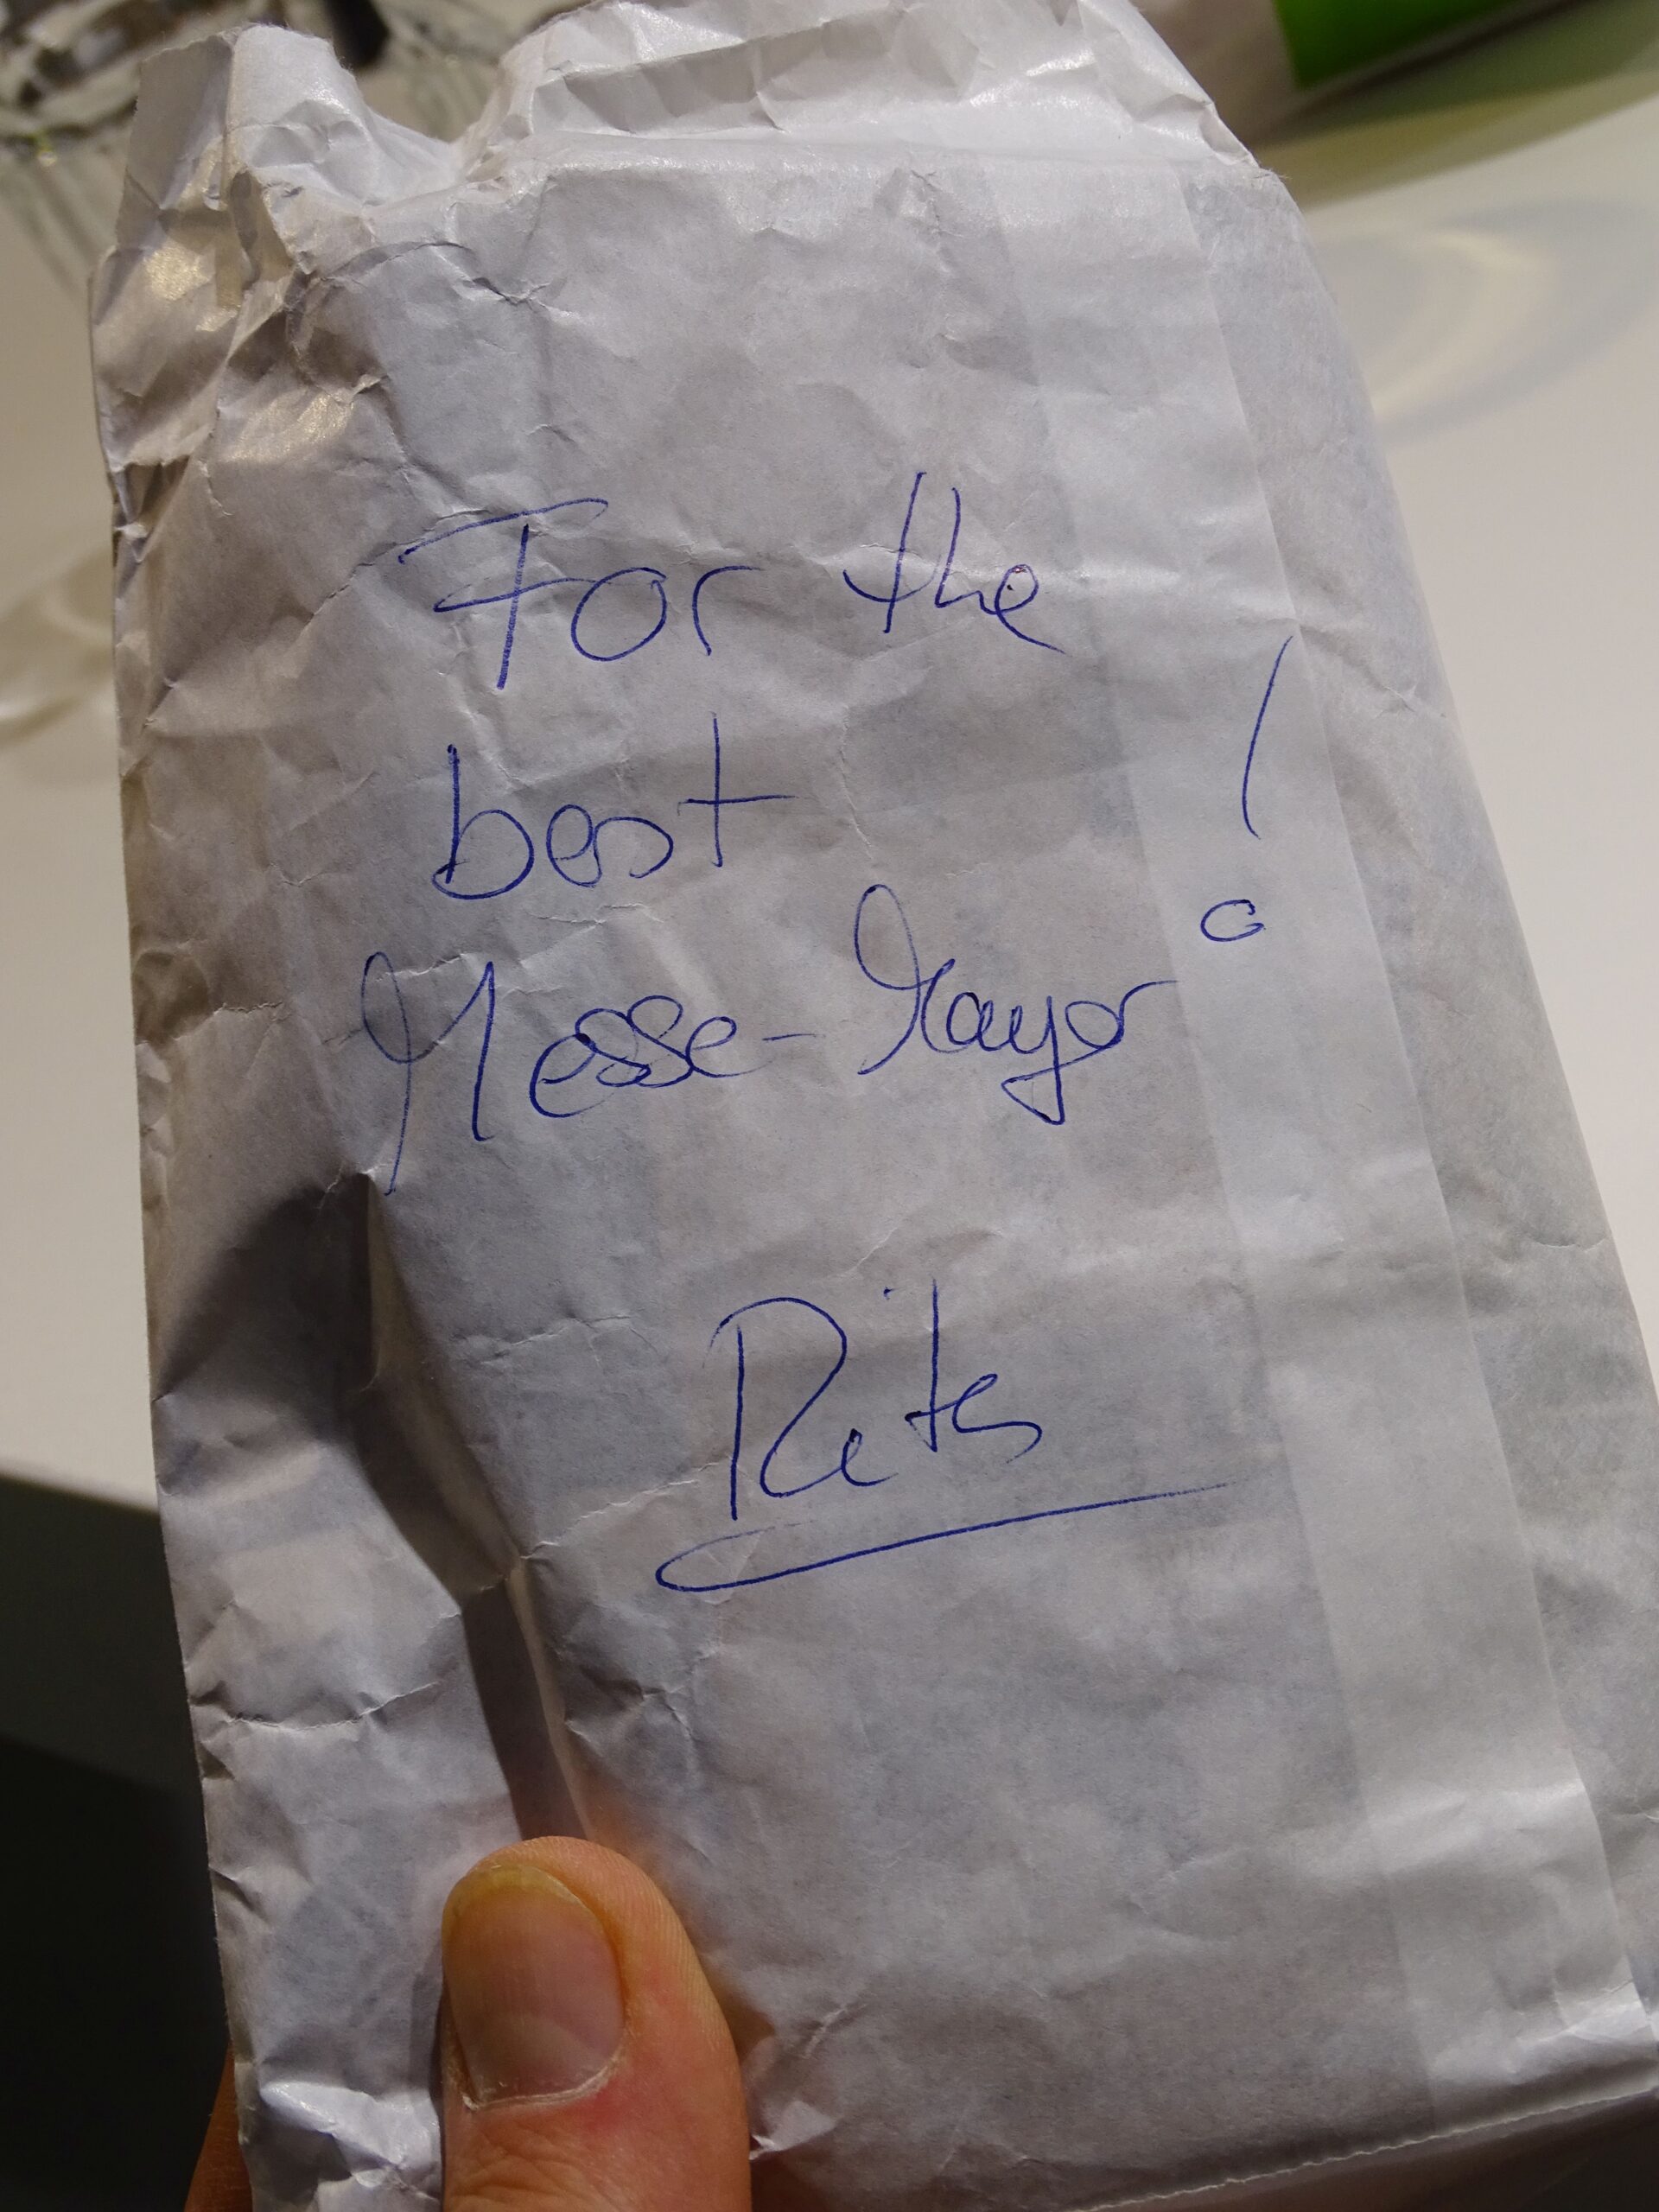 For the
best
Messe-Mayor!
Rita